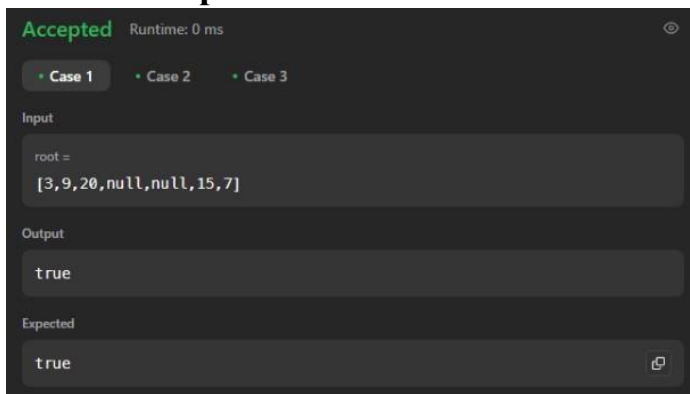 Accepted Runtime: 0 ms
• Case 1 • Case 2 • Case 3
Input
root =
[3,9,20,null,null,15,7]
Output
true
Expected
true